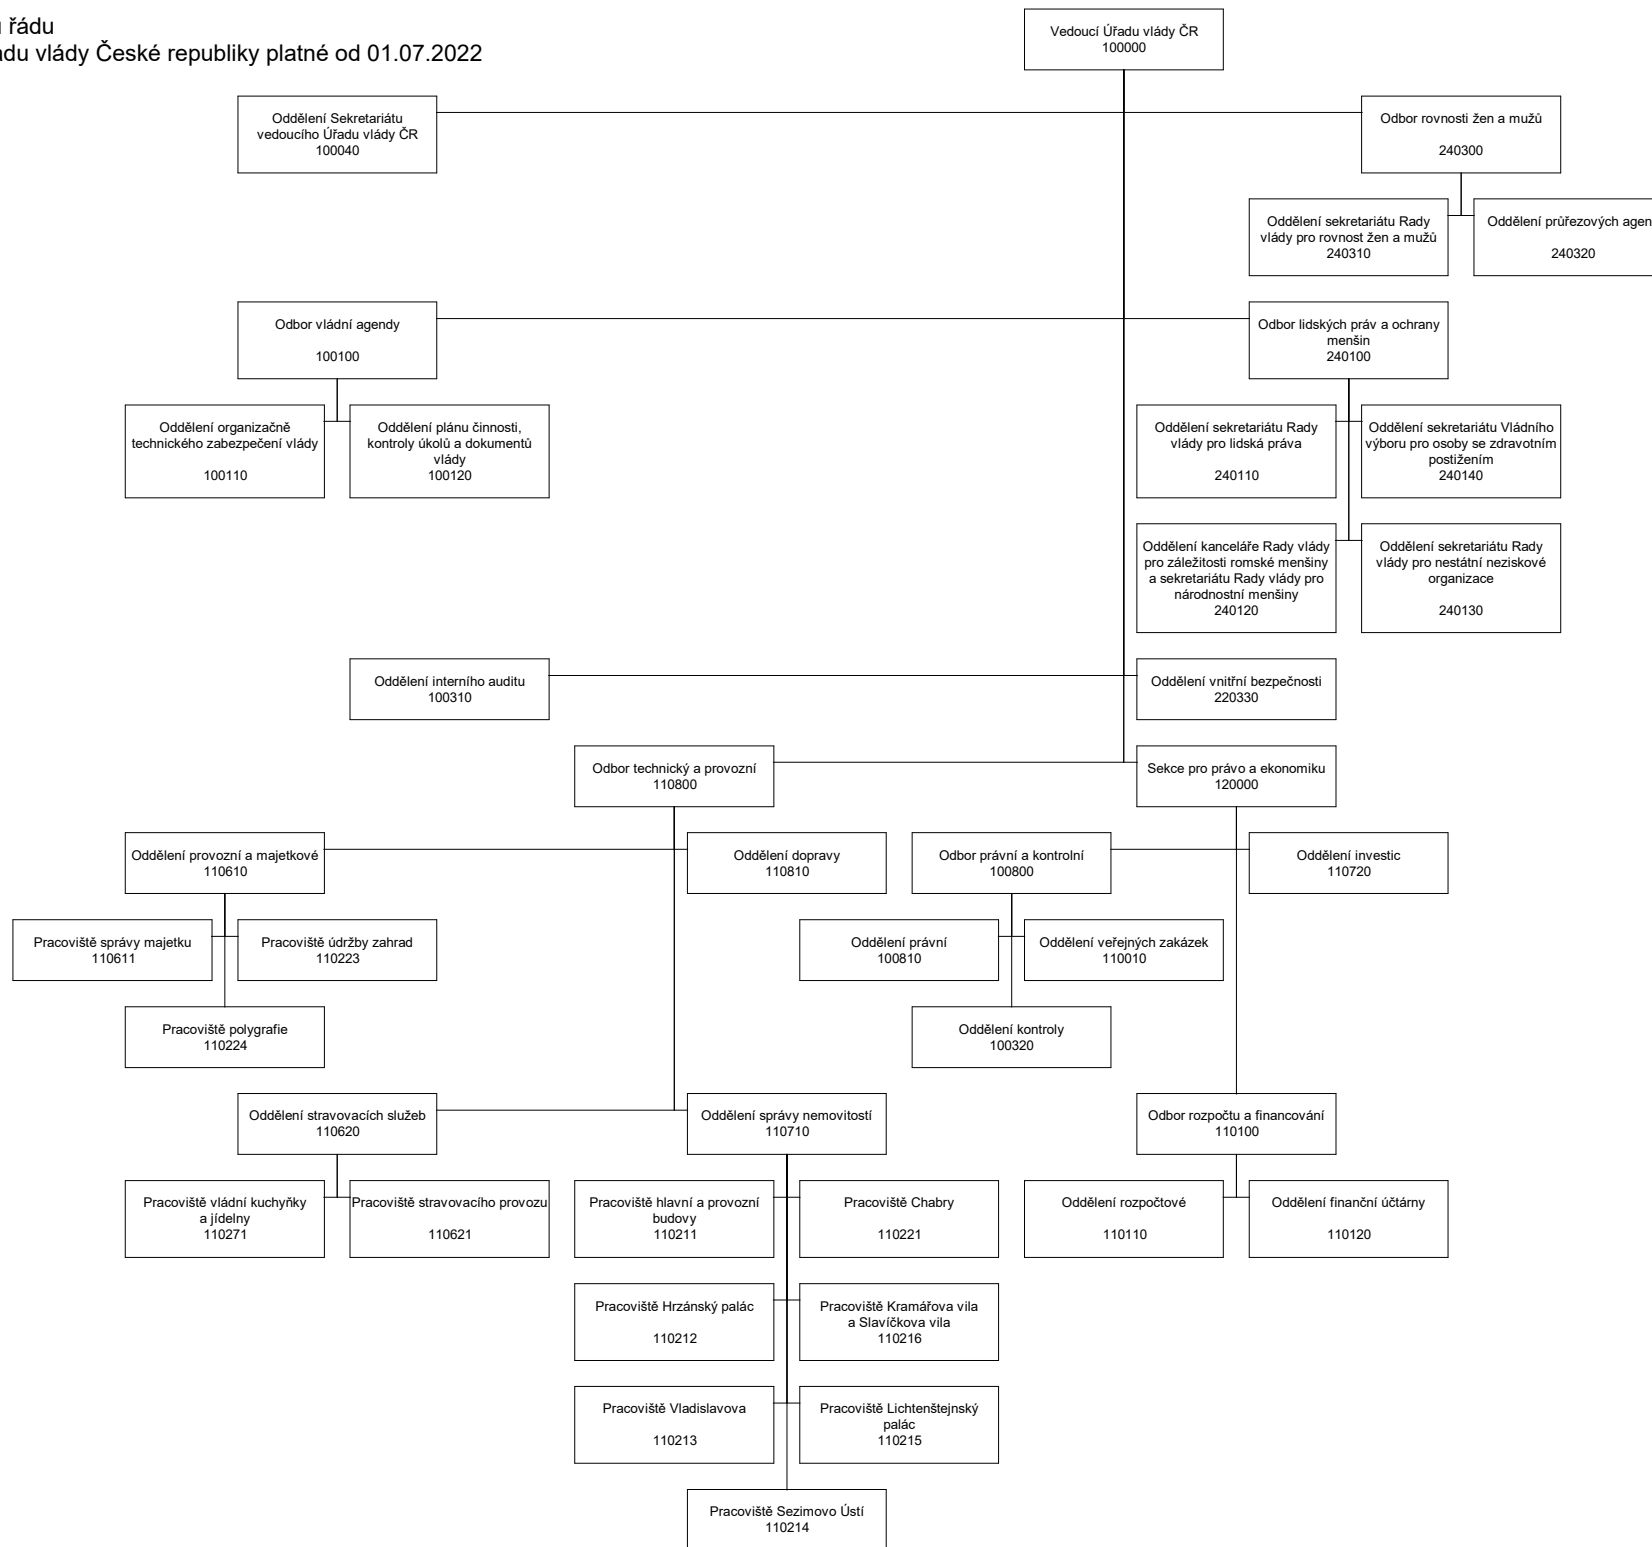 řádu
vlády České republiky platné od 01.07.2022
Vedoucí Úřadu vlády ČR
100000
Oddělení Sekretariátu
vedoucího Úřadu vlády ČR
100040
Odbor rovnosti žen a mužů
240300
Oddělení sekretariátu Rady
vlády pro rovnost žen a mužů
240310
Oddělení průřezových
240320
Odbor vládní agendy
100100
Odbor lidských práv a ochrany
menšin
240100
Oddělení organizačně
technického zabezpečení vlády
100110
Oddělení plánu činnosti,
kontroly úkolů a dokumentů
vlády
100120
Oddělení sekretariátu Rady
vlády pro lidská práva
240110
Oddělení sekretariátu Vládního
výboru pro osoby se zdravotním
postižením
240140
Oddělení kanceláře Rady vlády
pro záležitosti romské menšiny
a sekretariátu Rady vlády pro
národnostní menšiny
240120
Oddělení sekretariátu Rady
vlády pro nestátní neziskové
organizace
240130
Oddělení interního auditu
100310
Oddělení vnitřní bezpečnosti
220330
Odbor technický a provozní
110800
Sekce pro právo a ekonomiku
120000
Oddělení provozní a majetkové
110610
Oddělení dopravy
110810
Odbor právní a kontrolní
100800
Oddělení investic
110720
Pracoviště správy majetku
110611
Pracoviště údržby zahrad
110223
Oddělení právní
100810
Oddělení veřejných zakázek
110010
Pracoviště polygrafie
110224
Oddělení kontroly
100320
Oddělení stravovacích služeb
110620
Oddělení správy nemovitostí
110710
Odbor rozpočtu a financování
110100
Pracoviště vládní kuchyňky
a jídelny
110271
Pracoviště stravovacího provozu
110621
Pracoviště hlavní a provozní
budovy
110211
Pracoviště Chabry
110221
Oddělení rozpočtové
110110
Oddělení finanční účtárny
110120
Pracoviště Hrzánský palác
110212
Pracoviště Kramářova vila
a Slavíčkova vila
110216
Pracoviště Vladislavova
110213
Pracoviště Lichtenštejnský
palác
110215
Pracoviště Sezimovo Ústí
110214